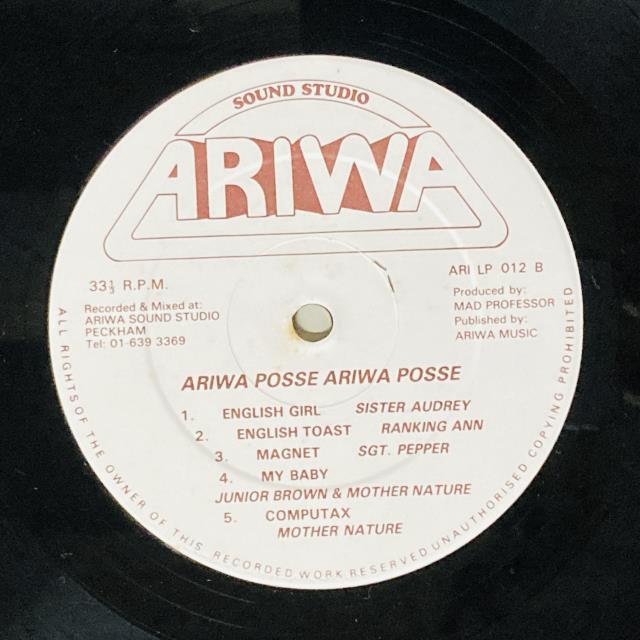 SOUND STUDIO
ARIWA
33⅓ R.P.M.
Recorded & Mixed at:
ARIWA SOUND STUDIO
PECKHAM
Tel: 01-639 3369
ARI LP 012 B
Produced by:
MAD PROFESSOR
Published by:
ARIWA MUSIC
ARIWA POSSE ARIWA POSSE
1. ENGLISH GIRL SISTER AUDREY
2. ENGLISH TOAST RANKING ANN
3. MAGNET SGT. PEPPER
4. MY BABY
JUNIOR BROWN & MOTHER NATURE
5. COMPUTAX
MOTHER NATURE
ALL RIGHTS OF THE OWNER OF THIS RECORDED WORK RESERVED UNAUTHORISED COPYING PROHIBITED